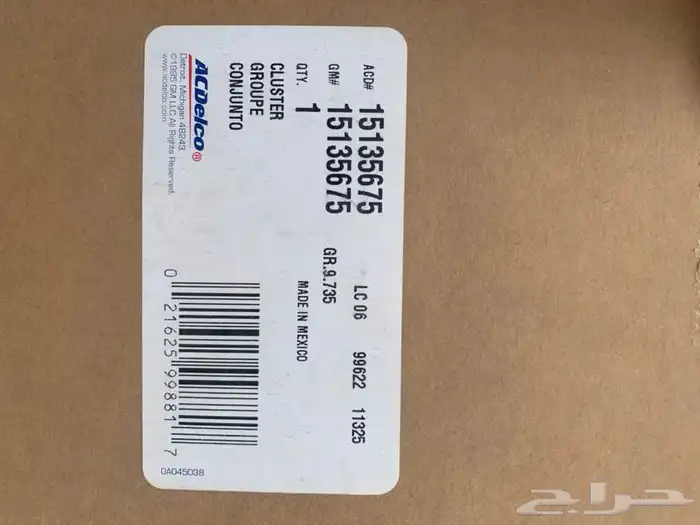 ACD# 15135675 LC 06 99622 11325
GM# 15135675 GR.9.735
QTY. 1 MADE IN MEXICO
CLUSTER
GROUPE
CONJUNTO
ACDelco®
Detroit, Michigan 48243
©1995 GM LLC All Rights Reserved.
www.acdelco.com
0 21625 99881 7
0A045038
حراج